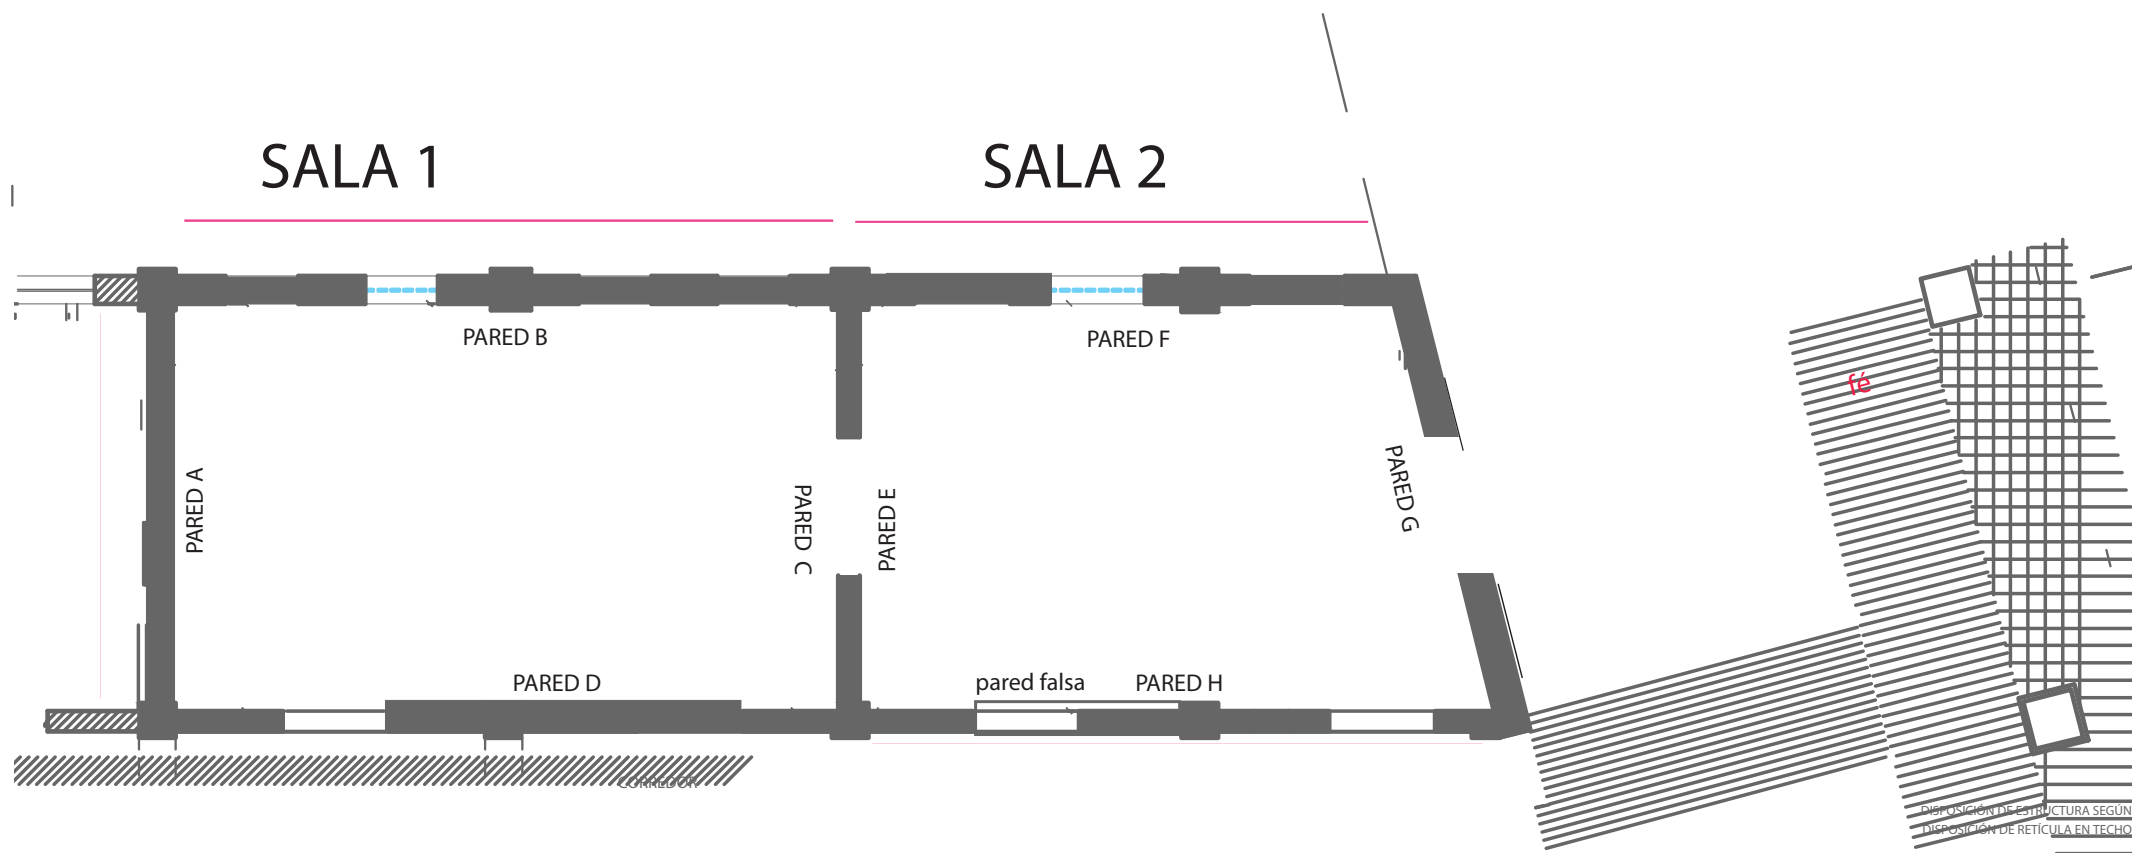 SALA 1
SALA 2
PARED B
PARED F
fé
PARED A
PARED C
PARED E
PARED G
PARED D
pared falsa
PARED H
CORREDOR
DISPOSICIÓN DE ESTRUCTURA SEGÚN
DISPOSICIÓN DE RETÍCULA EN TECHO